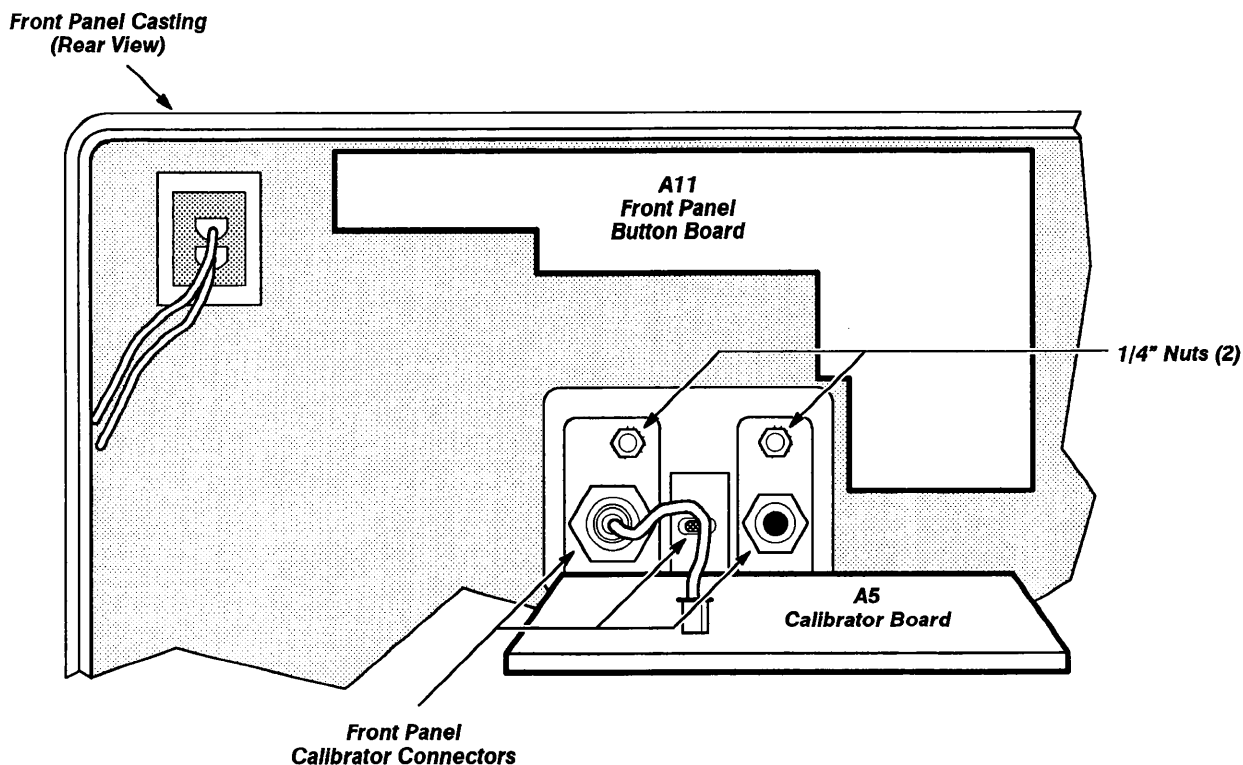 Front Panel Casting
(Rear View)
A11
Front Panel
Button Board
1/4" Nuts (2)
A5
Calibrator Board
Front Panel
Calibrator Connectors